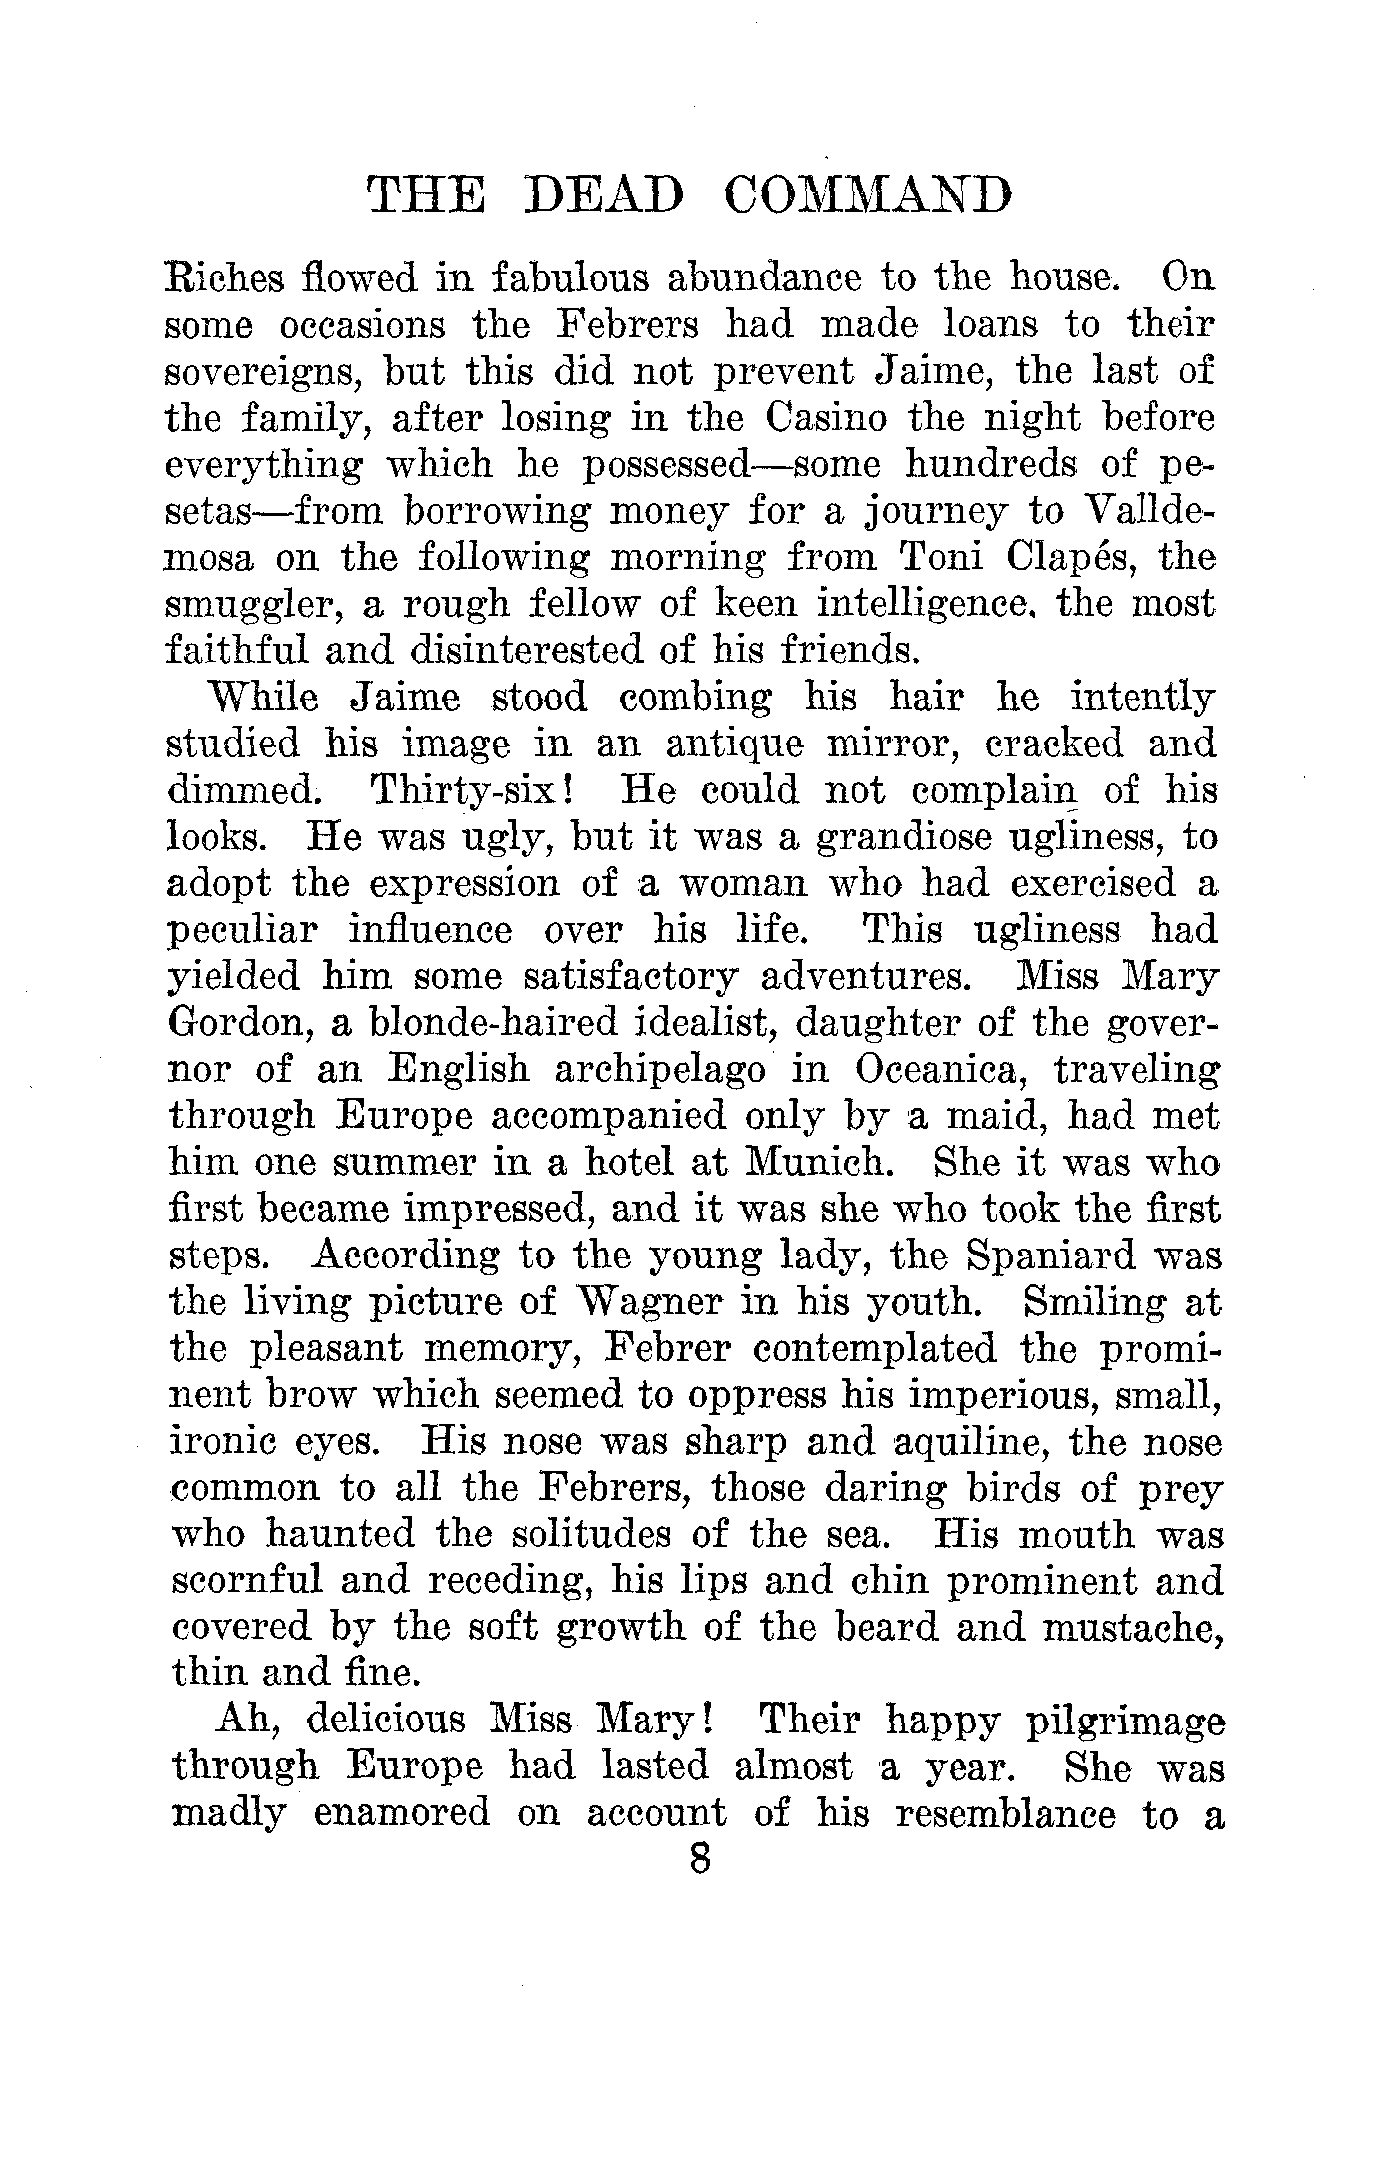 THE DEAD COMMAND
Riches flowed in fabulous abundance to the house. On
some occasions the Febrers had made loans to their
sovereigns, but this did not prevent Jaime, the last of
the family, after losing in the Casino the night before
everything which he possessed—some hundreds of pe-
setas—from borrowing money for a journey to Vallde-
mosa on the following morning from Toni Clapés, the
smuggler, a rough fellow of keen intelligence, the most
faithful and disinterested of his friends.
While Jaime stood combing his hair he intently
studied his image in an antique mirror, cracked and
dimmed. Thirty-six! He could not complain of his
looks. He was ugly, but it was a grandiose ugliness, to
adopt the expression of a woman who had exercised a
peculiar influence over his life. This ugliness had
yielded him some satisfactory adventures. Miss Mary
Gordon, a blonde-haired idealist, daughter of the gover-
nor of an English archipelago in Oceanica, traveling
through Europe accompanied only by a maid, had met
him one summer in a hotel at Munich. She it was who
first became impressed, and it was she who took the first
steps. According to the young lady, the Spaniard was
the living picture of Wagner in his youth. Smiling at
the pleasant memory, Febrer contemplated the promi-
nent brow which seemed to oppress his imperious, small,
ironic eyes. His nose was sharp and aquiline, the nose
common to all the Febrers, those daring birds of prey
who haunted the solitudes of the sea. His mouth was
scornful and receding, his lips and chin prominent and
covered by the soft growth of the beard and mustache,
thin and fine.
Ah, delicious Miss Mary! Their happy pilgrimage
through Europe had lasted almost a year. She was
madly enamored on account of his resemblance to a
8